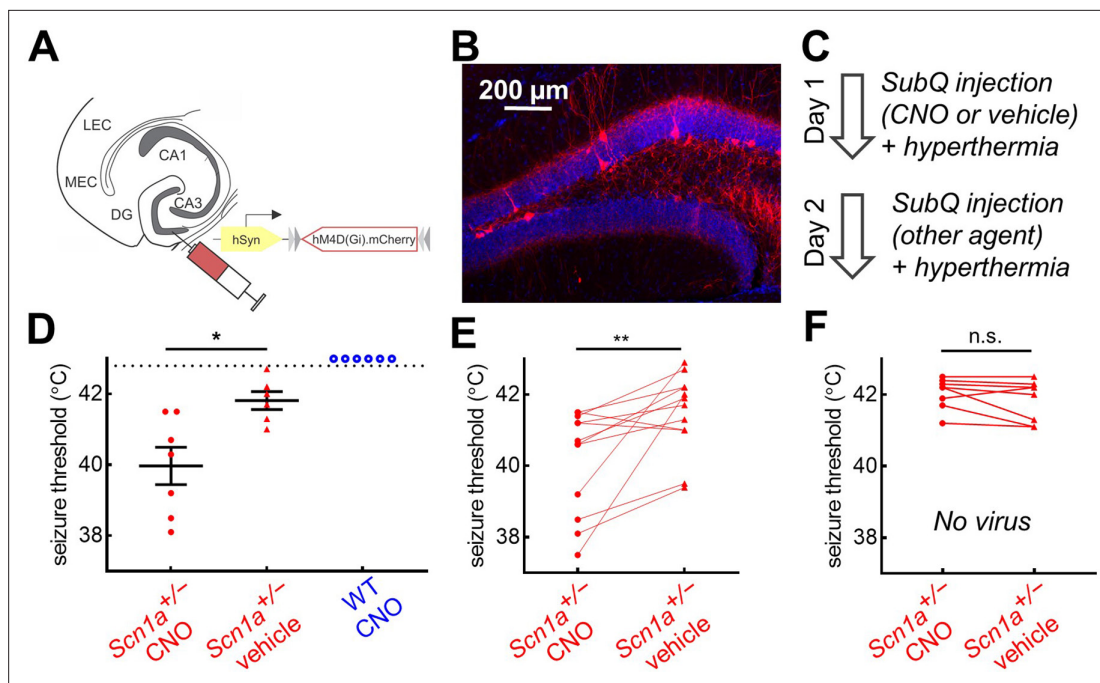 A
LEC
CA1
MEC
CA3
DG
hSyn
hM4D(Gi).mCherry
B
200 µm
C
Day 1
SubQ injection
(CNO or vehicle)
+ hyperthermia
Day 2
SubQ injection
(other agent)
+ hyperthermia
D
*
seizure threshold (°C)
42
40
38
Scn1a+/−
CNO
Scn1a+/−
vehicle
WT
CNO
E
**
seizure threshold (°C)
42
40
38
Scn1a+/−
CNO
Scn1a+/−
vehicle
F
n.s.
seizure threshold (°C)
42
40
38
No virus
Scn1a+/−
CNO
Scn1a+/−
vehicle